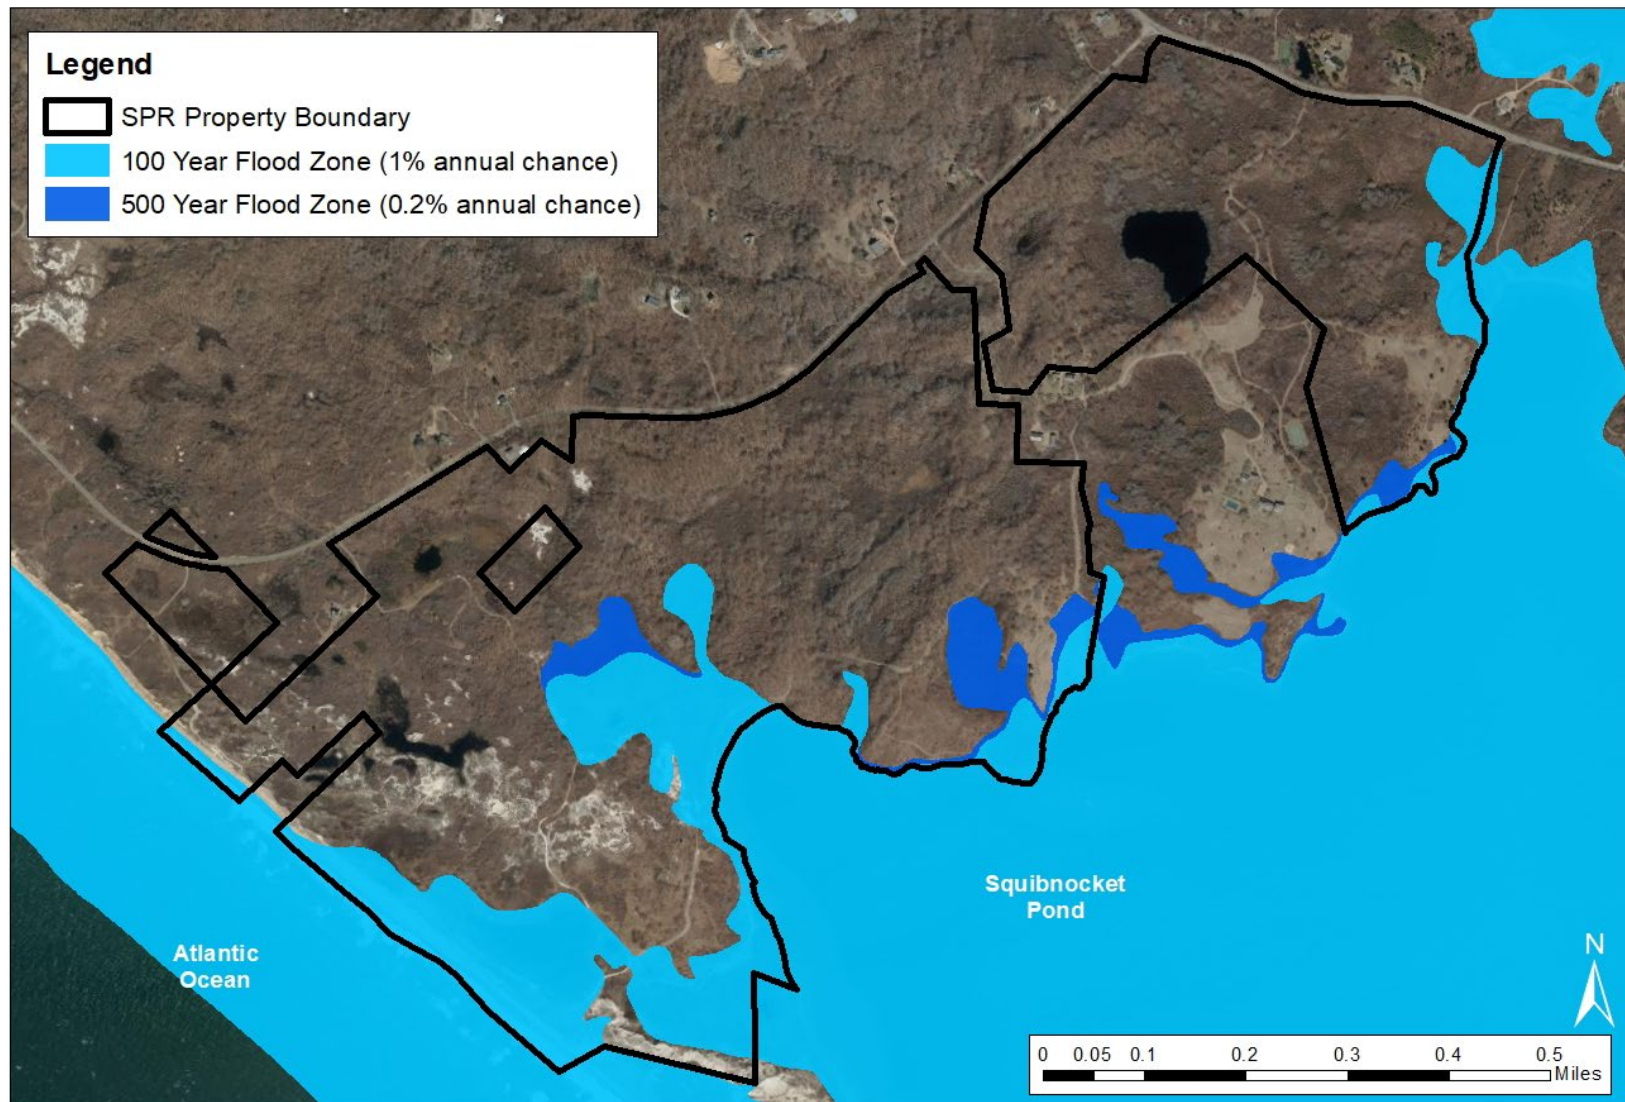 Legend
SPR Property Boundary
100 Year Flood Zone (1% annual chance)
500 Year Flood Zone (0.2% annual chance)
Squibnocket
Pond
Atlantic
Ocean
N
0 0.05 0.1 0.2 0.3 0.4 0.5
Miles